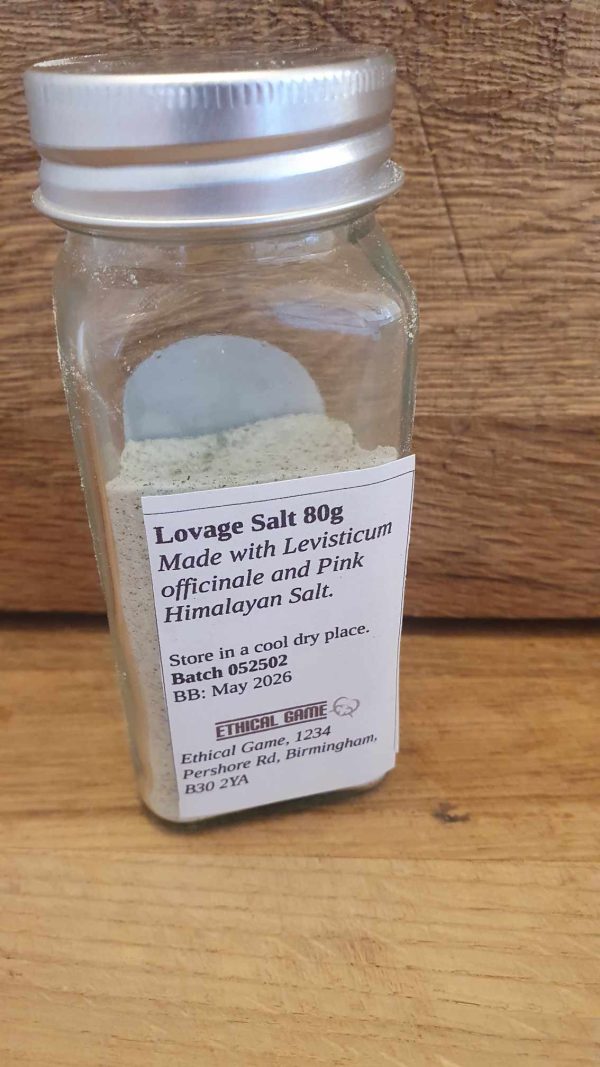 Lovage Salt 80g
Made with Levisticum
officinale and Pink
Himalayan Salt.
Store in a cool dry place.
Batch 052502
BB: May 2026
ETHICAL GAME
Ethical Game, 1234
Pershore Rd, Birmingham,
B30 2YA